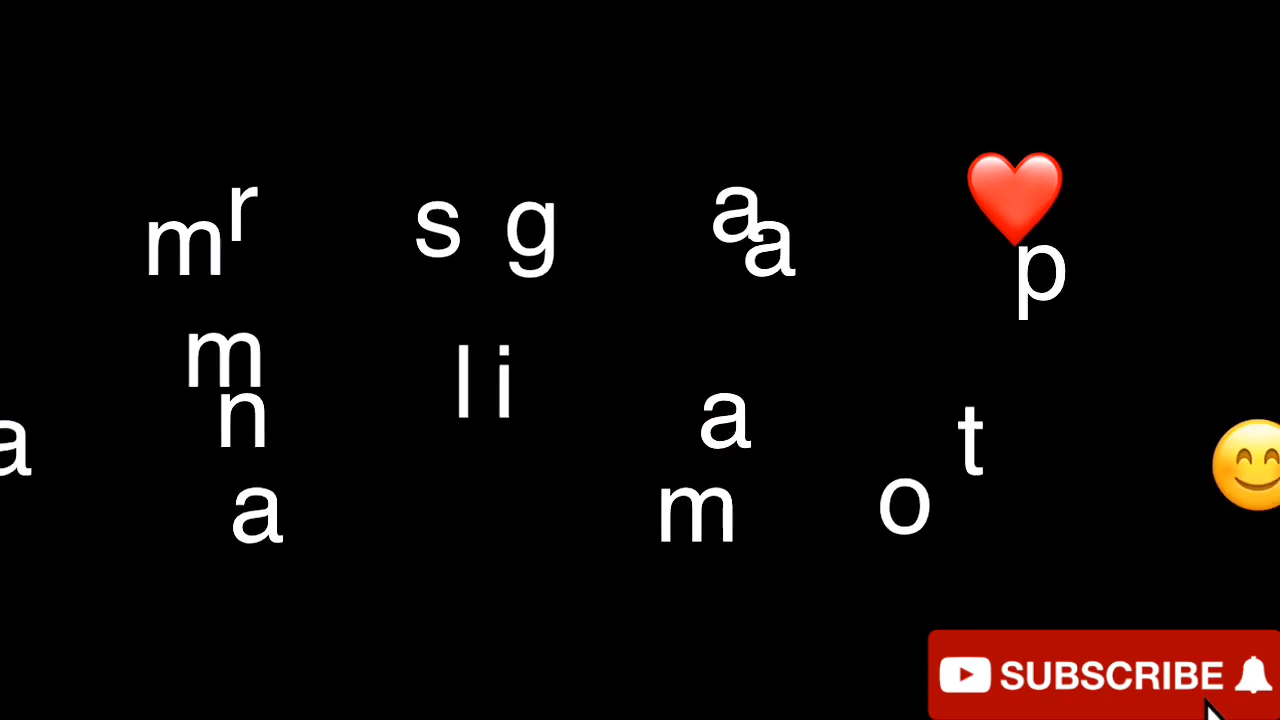 m r s g a a ❤️ p
m l i
a n a t 😊
a m o
SUBSCRIBE